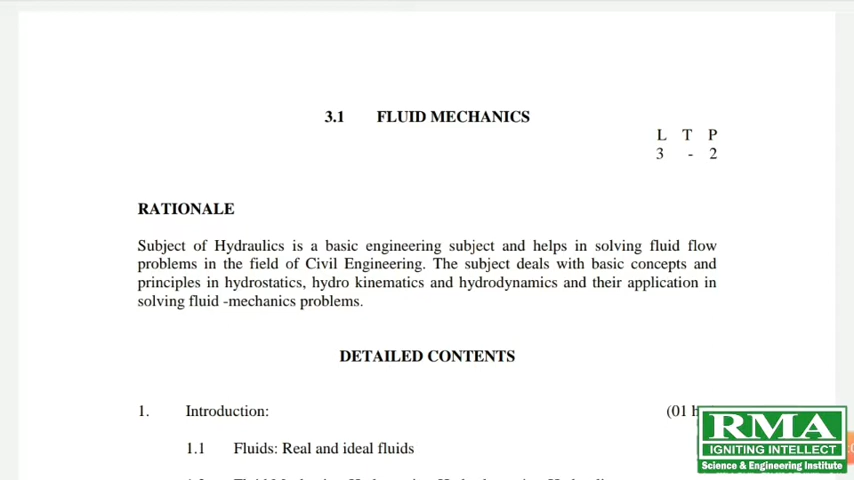 3.1 FLUID MECHANICS
L T P
3 - 2
RATIONALE
Subject of Hydraulics is a basic engineering subject and helps in solving fluid flow
problems in the field of Civil Engineering. The subject deals with basic concepts and
principles in hydrostatics, hydro kinematics and hydrodynamics and their application in
solving fluid -mechanics problems.
DETAILED CONTENTS
1. Introduction: (01 h
1.1 Fluids: Real and ideal fluids
RMA
IGNITING INTELLECT
Science & Engineering Institute